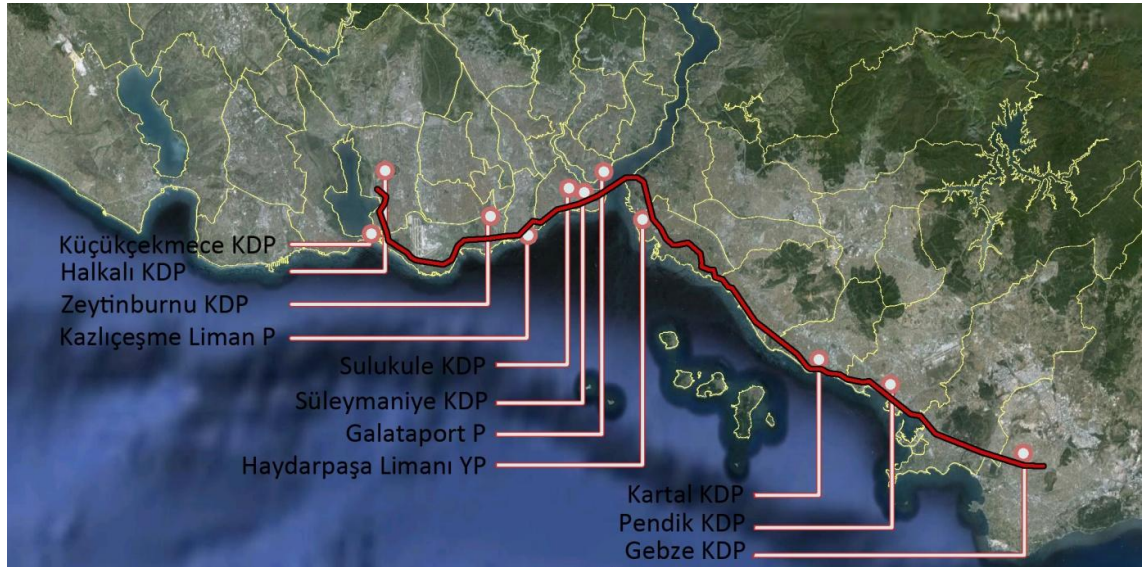 Küçükçekmece KDP
Halkalı KDP
Zeytinburnu KDP
Kazlıçeşme Liman P
Sulukule KDP
Süleymaniye KDP
Galataport P
Haydarpaşa Limanı YP
Kartal KDP
Pendik KDP
Gebze KDP